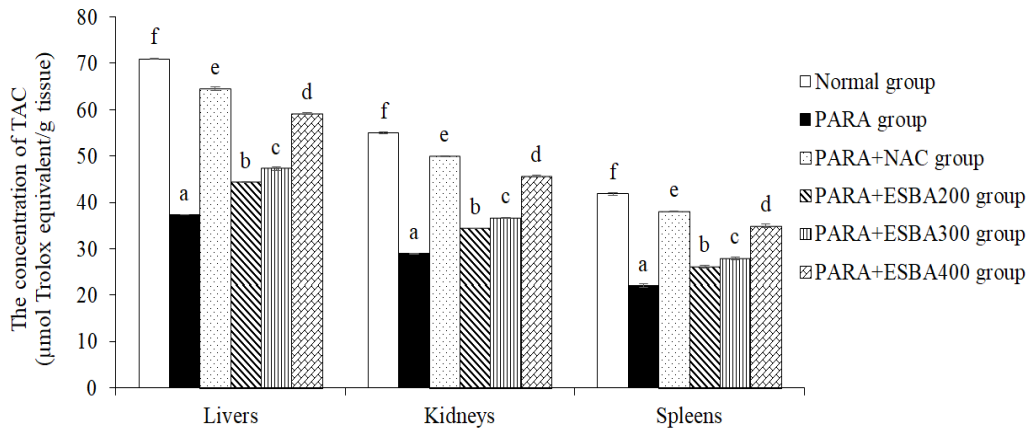 The concentration of TAC
(µmol Trolox equivalent/g tissue)
80
70
60
50
40
30
20
10
0
f
a
e
b
c
d
f
a
e
b
c
d
f
a
e
b
c
d
Livers
Kidneys
Spleens
Normal group
PARA group
PARA+NAC group
PARA+ESBA200 group
PARA+ESBA300 group
PARA+ESBA400 group